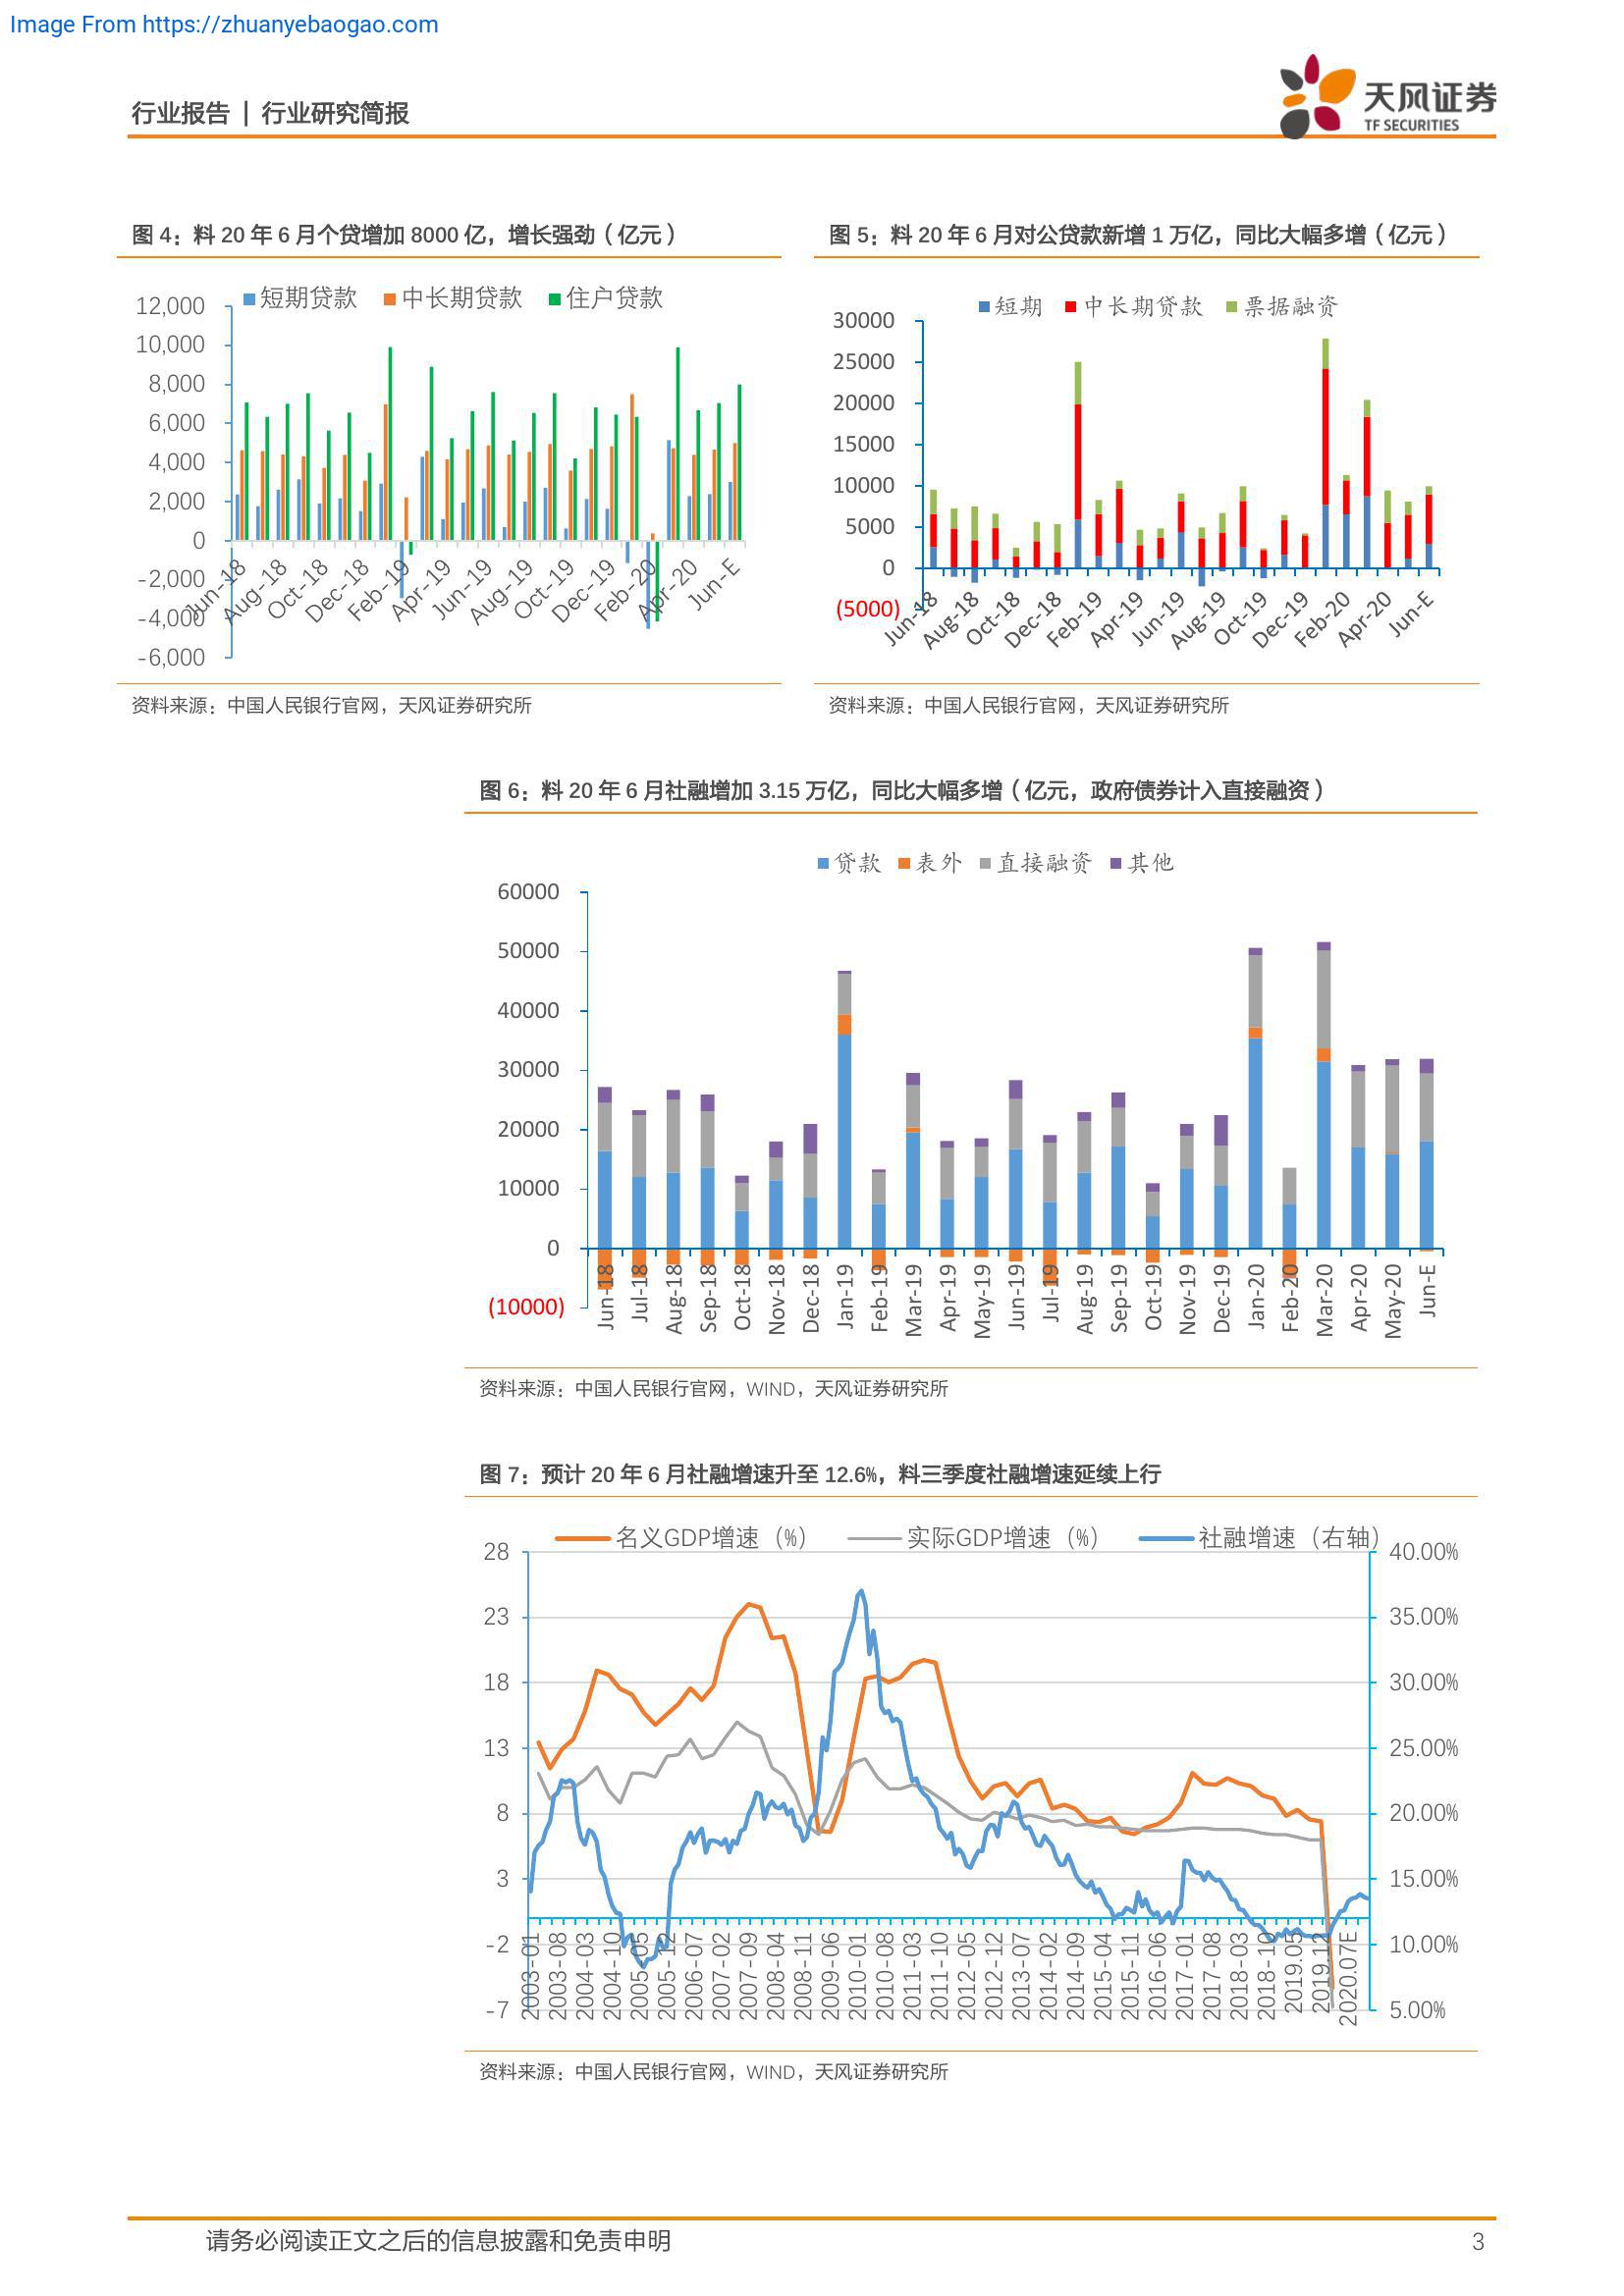 Image From https://zhuanyebaogao.com
行业报告 | 行业研究简报
天风证券
TF SECURITIES
图 4：料 20 年 6 月个贷增加 8000 亿，增长强劲（亿元）
短期贷款 中长期贷款 住户贷款
12,000
10,000
8,000
6,000
4,000
2,000
0
-2,000
-4,000
-6,000
Jun-18 Aug-18 Oct-18 Dec-18 Feb-19 Apr-19 Jun-19 Aug-19 Oct-19 Dec-19 Feb-20 Apr-20 Jun-E
资料来源：中国人民银行官网，天风证券研究所
图 5：料 20 年 6 月对公贷款新增 1 万亿，同比大幅多增（亿元）
短期 中长期贷款 票据融资
30000
25000
20000
15000
10000
5000
0
(5000)
Jun-18 Aug-18 Oct-18 Dec-18 Feb-19 Apr-19 Jun-19 Aug-19 Oct-19 Dec-19 Feb-20 Apr-20 Jun-E
资料来源：中国人民银行官网，天风证券研究所
图 6：料 20 年 6 月社融增加 3.15 万亿，同比大幅多增（亿元，政府债券计入直接融资）
贷款 表外 直接融资 其他
60000
50000
40000
30000
20000
10000
0
(10000)
Jun-18 Jul-18 Aug-18 Sep-18 Oct-18 Nov-18 Dec-18 Jan-19 Feb-19 Mar-19 Apr-19 May-19 Jun-19 Jul-19 Aug-19 Sep-19 Oct-19 Nov-19 Dec-19 Jan-20 Feb-20 Mar-20 Apr-20 May-20 Jun-E
资料来源：中国人民银行官网，WIND，天风证券研究所
图 7：预计 20 年 6 月社融增速升至 12.6%，料三季度社融增速延续上行
名义GDP增速（%） 实际GDP增速（%） 社融增速（右轴）
28
23
18
13
8
3
-2
-7
40.00%
35.00%
30.00%
25.00%
20.00%
15.00%
10.00%
5.00%
2003-01 2003-08 2004-03 2004-10 2005-05 2005-12 2006-07 2007-02 2007-09 2008-04 2008-11 2009-06 2010-01 2010-08 2011-03 2011-10 2012-05 2012-12 2013-07 2014-02 2014-09 2015-04 2015-11 2016-06 2017-01 2017-08 2018-03 2018-10 2019.05 2019.12 2020.07E
资料来源：中国人民银行官网，WIND，天风证券研究所
请务必阅读正文之后的信息披露和免责申明
3